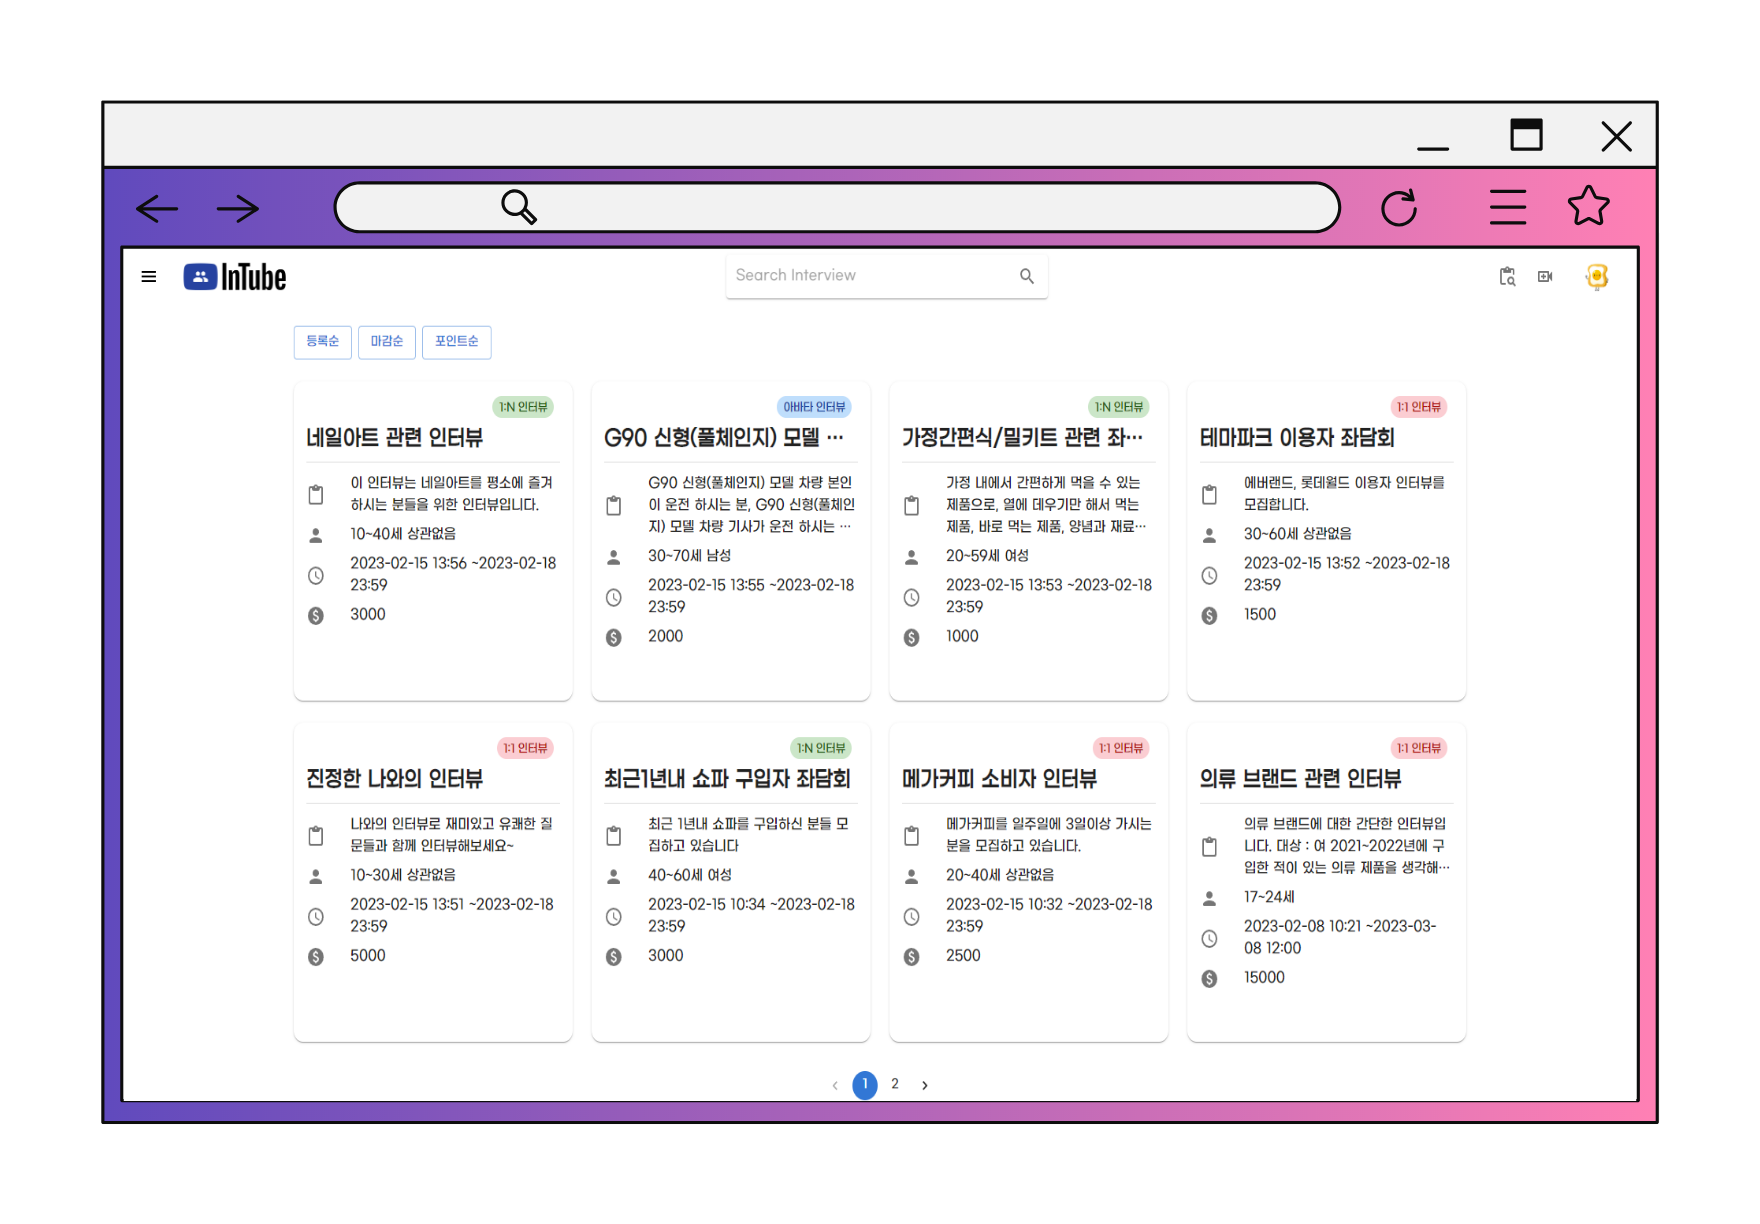 InTube
Search Interview
등록순
마감순
포인트순
1:N 인터뷰
네일아트 관련 인터뷰
이 인터뷰는 네일아트를 평소에 즐겨
하시는 분들을 위한 인터뷰입니다.
10~40세 상관없음
2023-02-15 13:56 ~2023-02-18
23:59
3000
아바타 인터뷰
G90 신형(풀체인지) 모델 ···
G90 신형(풀체인지) 모델 차량 본인
이 운전 하시는 분, G90 신형(풀체인
지) 모델 차량 기사가 운전 하시는 ···
30~70세 남성
2023-02-15 13:55 ~2023-02-18
23:59
2000
1:N 인터뷰
가정간편식/밀키트 관련 좌···
가정 내에서 간편하게 먹을 수 있는
제품으로, 열에 데우기만 해서 먹는
제품, 바로 먹는 제품, 양념과 재료···
20~59세 여성
2023-02-15 13:53 ~2023-02-18
23:59
1000
1:1 인터뷰
테마파크 이용자 좌담회
에버랜드, 롯데월드 이용자 인터뷰를
모집합니다.
30~60세 상관없음
2023-02-15 13:52 ~2023-02-18
23:59
1500
1:1 인터뷰
진정한 나와의 인터뷰
나와의 인터뷰로 재미있고 유쾌한 질
문들과 함께 인터뷰해보세요~
10~30세 상관없음
2023-02-15 13:51 ~2023-02-18
23:59
5000
1:N 인터뷰
최근1년내 쇼파 구입자 좌담회
최근 1년내 쇼파를 구입하신 분들 모
집하고 있습니다
40~60세 여성
2023-02-15 10:34 ~2023-02-18
23:59
3000
1:1 인터뷰
메가커피 소비자 인터뷰
메가커피를 일주일에 3일이상 가시는
분을 모집하고 있습니다.
20~40세 상관없음
2023-02-15 10:32 ~2023-02-18
23:59
2500
1:1 인터뷰
의류 브랜드 관련 인터뷰
의류 브랜드에 대한 간단한 인터뷰입
니다. 대상 : 여 2021~2022년에 구
입한 적이 있는 의류 제품을 생각해···
17~24세
2023-02-08 10:21 ~2023-03-
08 12:00
15000
1 2